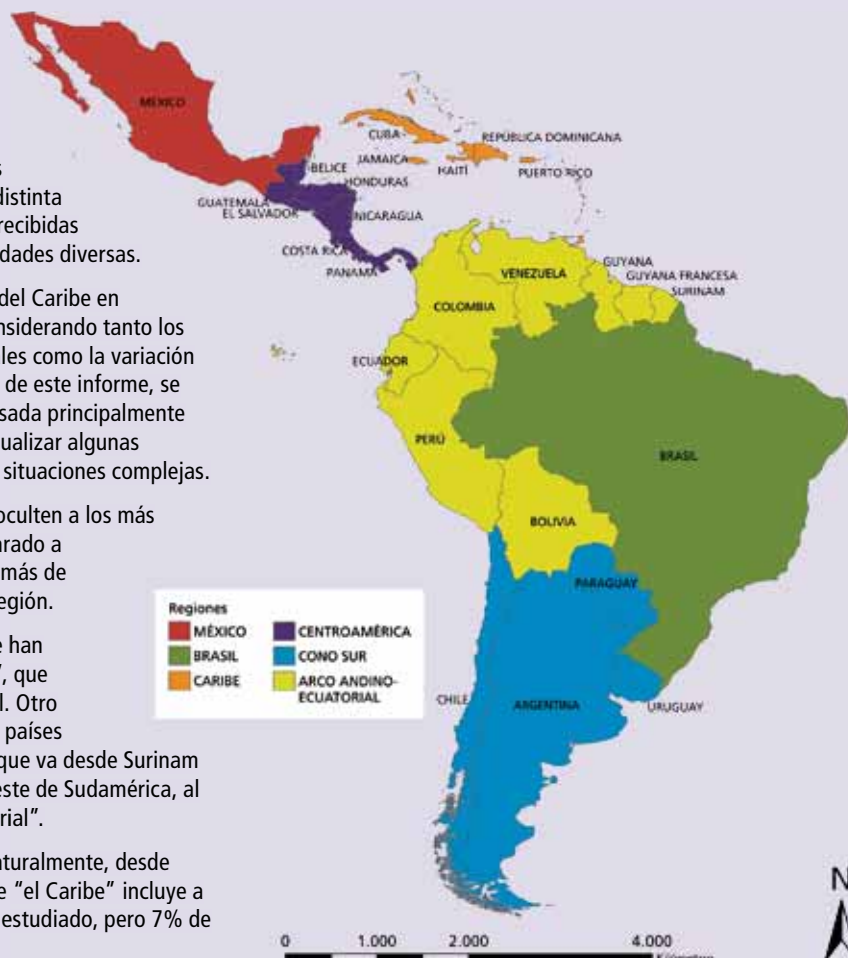 s
distinta
recibidas
dades diversas.
del Caribe en
nsiderando tanto los
les como la variación
de este informe, se
sada principalmente
ualizar algunas
situaciones complejas.
oculten a los más
arado a
más de
egión.
e han
”, que
l. Otro
países
que va desde Surinam
este de Sudamérica, al
rial”.
aturalmente, desde
e “el Caribe” incluye a
estudiado, pero 7% de
MÉXICO
CUBA
REPÚBLICA DOMINICANA
JAMAICA
HAITÍ
PUERTO RICO
BELICE
HONDURAS
GUATEMALA
EL SALVADOR
NICARAGUA
COSTA RICA
PANAMÁ
GUYANA
GUYANA FRANCESA
SURINAM
VENEZUELA
COLOMBIA
ECUADOR
PERÚ
BRASIL
BOLIVIA
PARAGUAY
CHILE
ARGENTINA
URUGUAY
Regiones
MÉXICO
BRASIL
CARIBE
CENTROAMÉRICA
CONO SUR
ARCO ANDINO-
ECUATORIAL
N
0 1.000 2.000 4.000